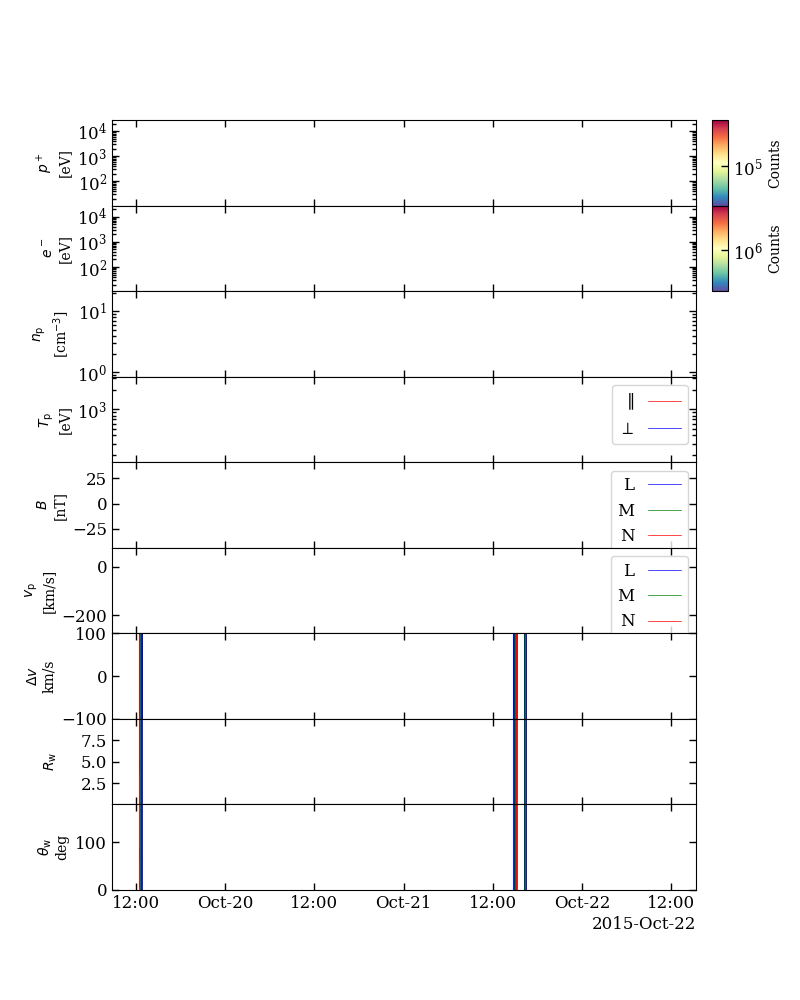 p⁺
[eV]
10⁴
10³
10²
10⁵
Counts
e⁻
[eV]
10⁴
10³
10²
10⁶
Counts
nₚ
[cm⁻³]
10¹
10⁰
Tₚ
[eV]
10³
∥
⊥
B
[nT]
25
0
−25
L
M
N
vₚ
[km/s]
0
−200
L
M
N
Δv
km/s
100
0
−100
R_w
7.5
5.0
2.5
θ_w
deg
100
0
12:00 Oct-20 12:00 Oct-21 12:00 Oct-22 12:00
2015-Oct-22